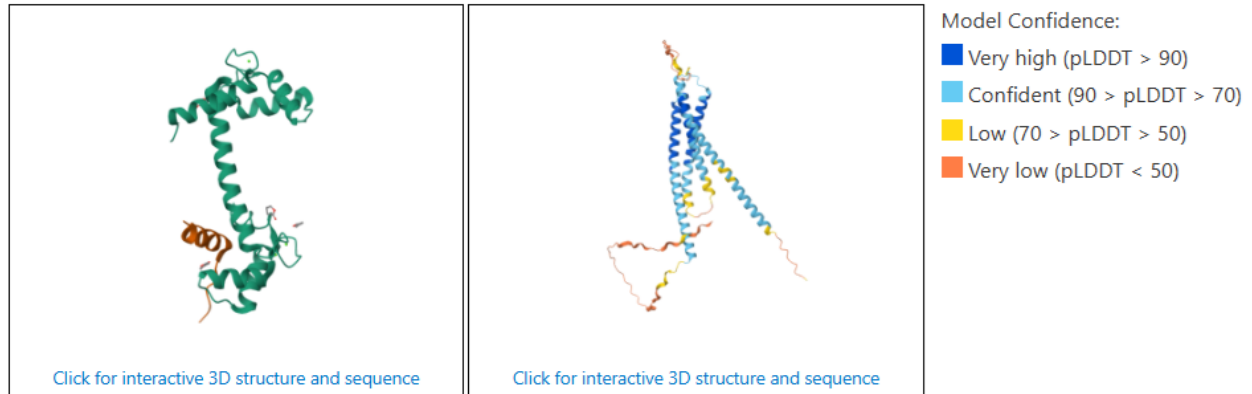 Model Confidence:
Very high (pLDDT > 90)
Confident (90 > pLDDT > 70)
Low (70 > pLDDT > 50)
Very low (pLDDT < 50)
Click for interactive 3D structure and sequence
Click for interactive 3D structure and sequence